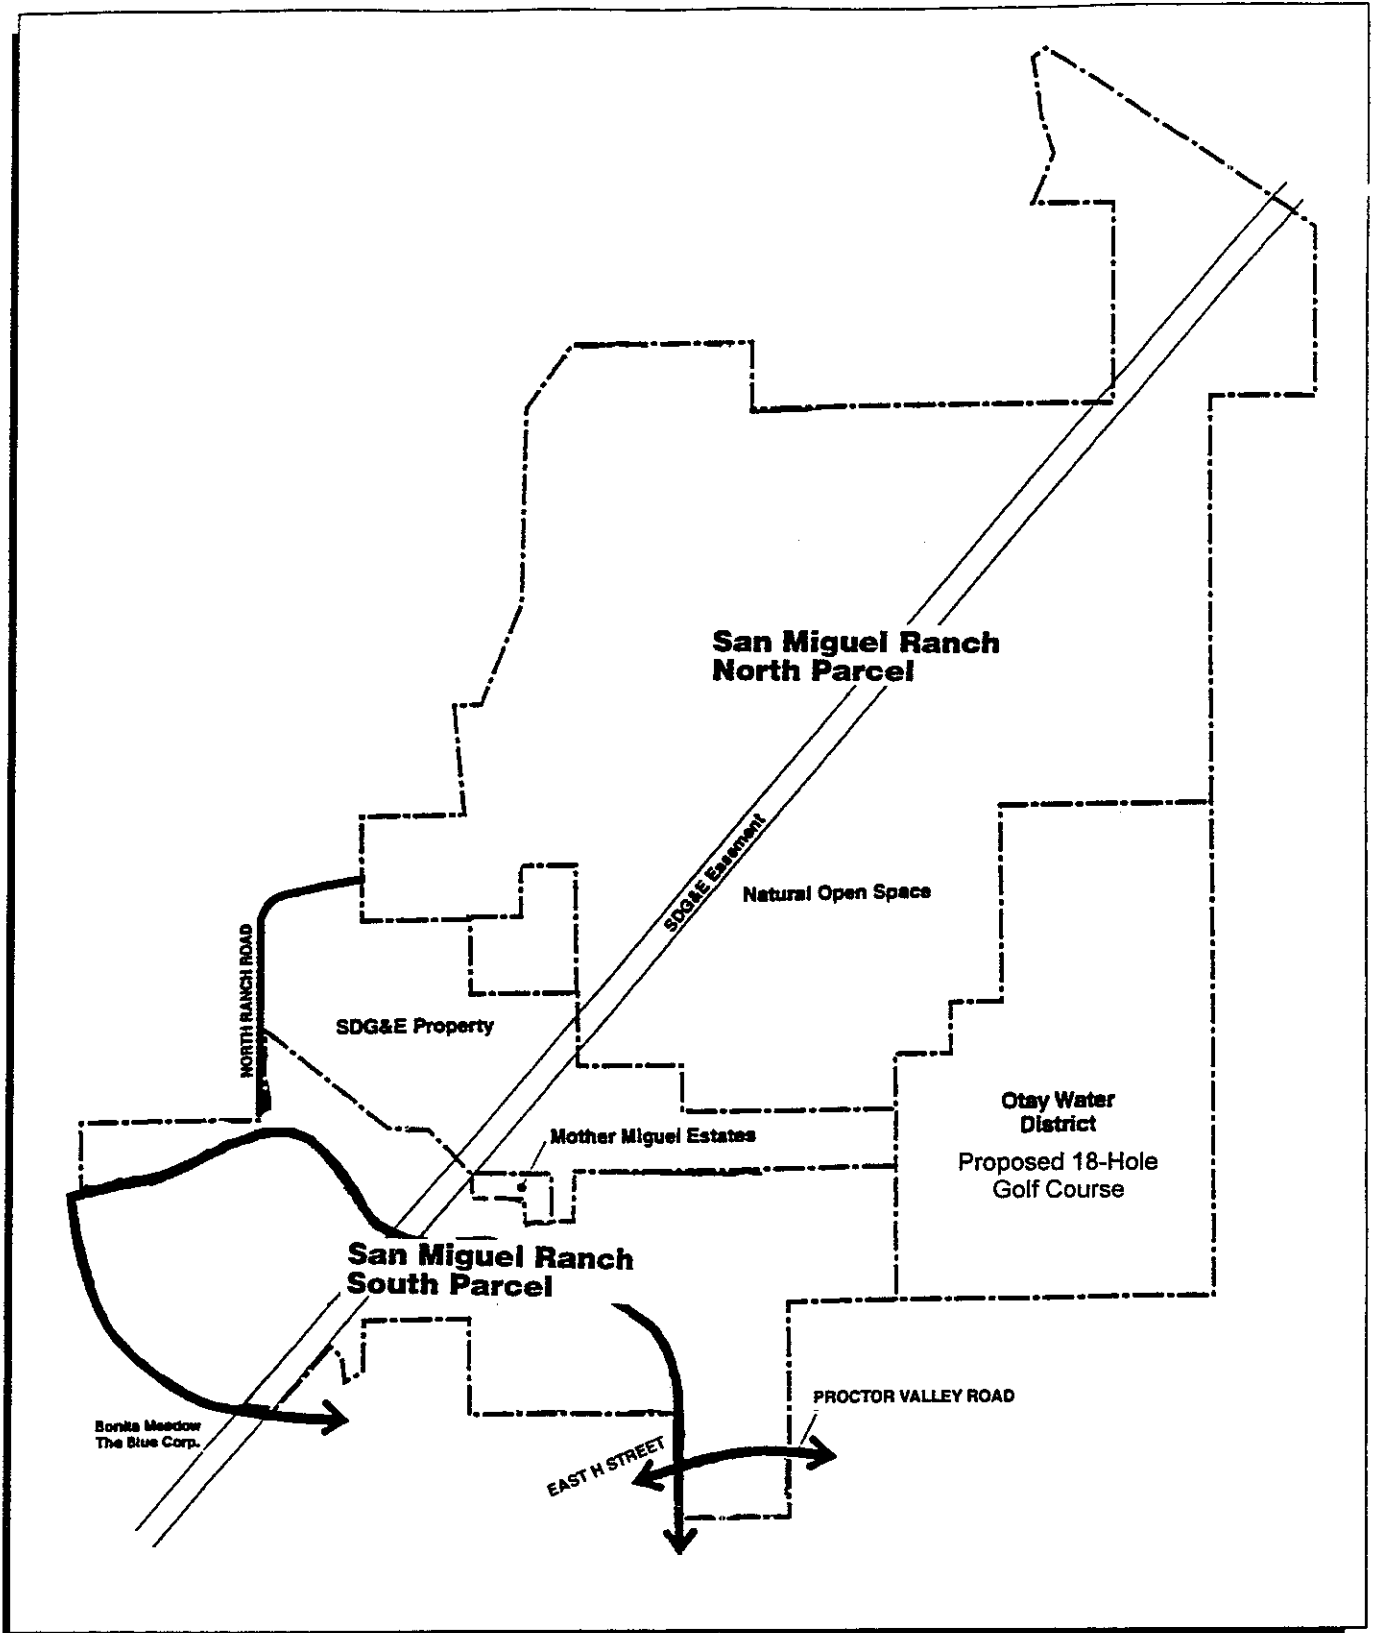 San Miguel Ranch
North Parcel
SDG&E Easement
Natural Open Space
NORTH RANCH ROAD
SDG&E Property
Otay Water
District
Proposed 18-Hole
Golf Course
Mother Miguel Estates
San Miguel Ranch
South Parcel
PROCTOR VALLEY ROAD
Bonita Meadow
The Blue Corp.
EAST H STREET